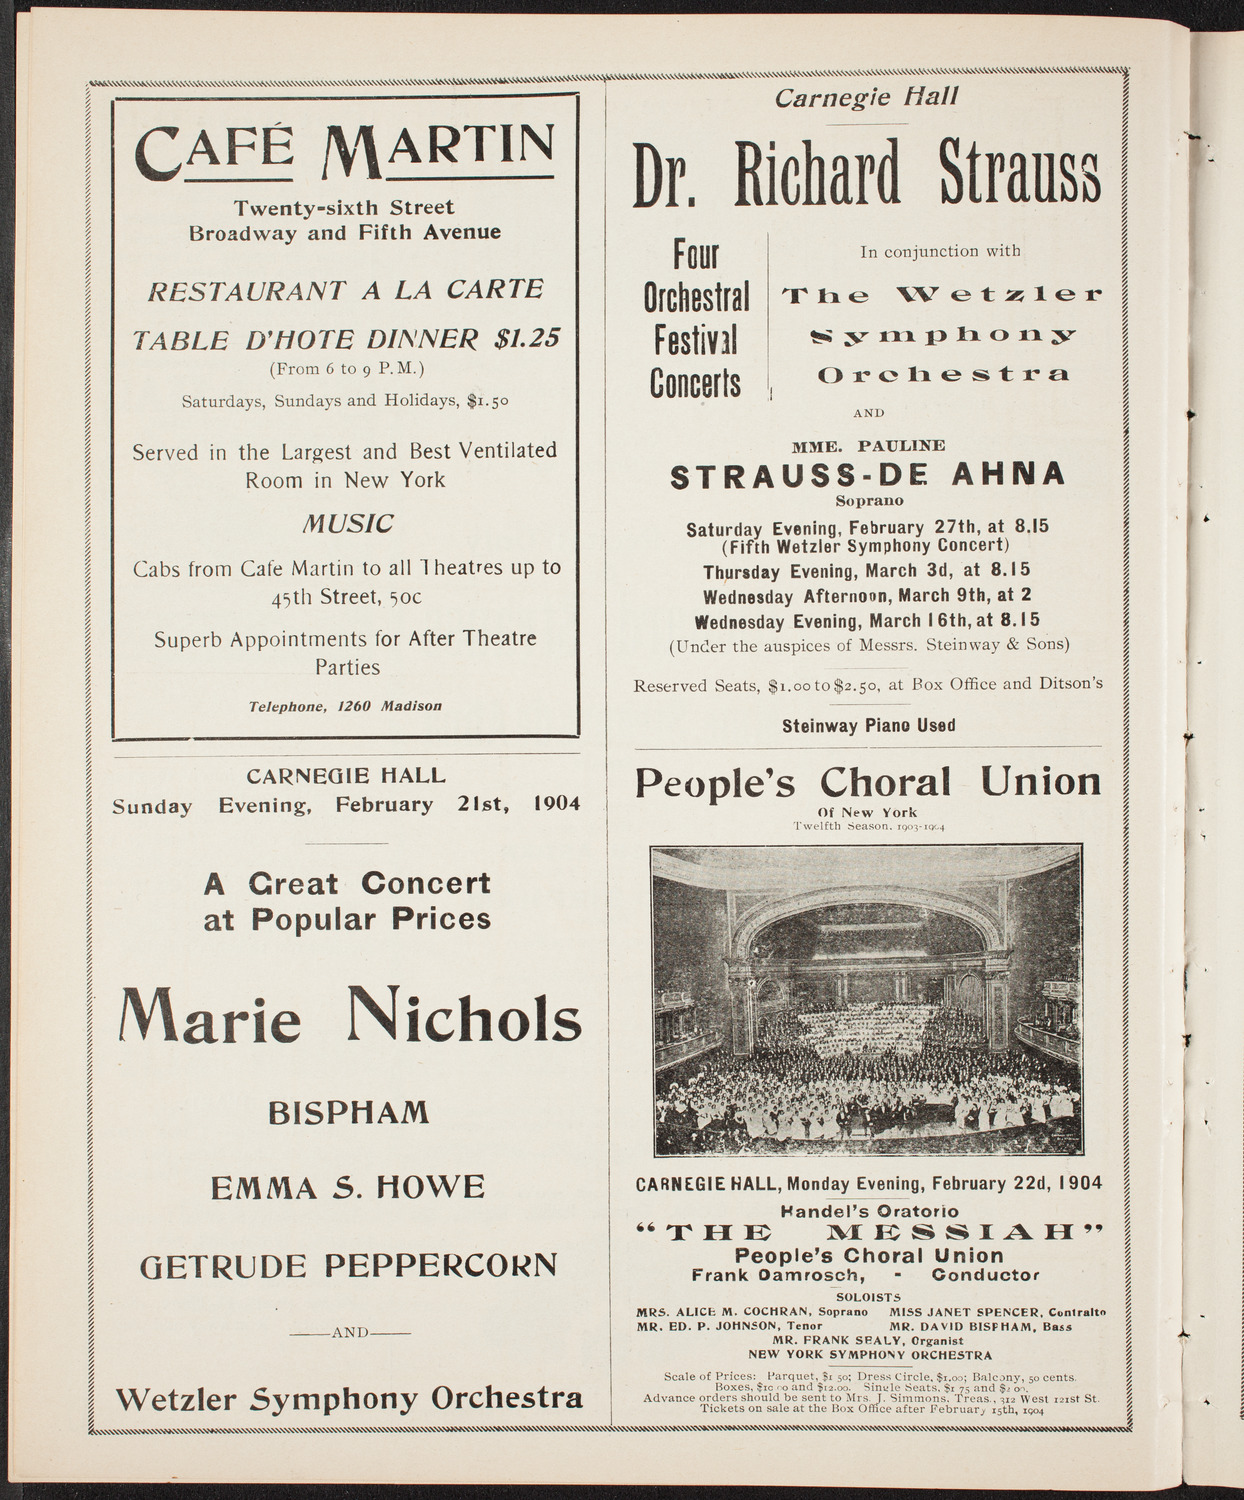 CAFÉ MARTIN
Twenty-sixth Street
Broadway and Fifth Avenue
RESTAURANT A LA CARTE
TABLE D'HOTE DINNER $1.25
(From 6 to 9 P.M.)
Saturdays, Sundays and Holidays, $1.50
Served in the Largest and Best Ventilated
Room in New York
MUSIC
Cabs from Cafe Martin to all Theatres up to
45th Street, 50c
Superb Appointments for After Theatre
Parties
Telephone, 1260 Madison
CARNEGIE HALL
Sunday Evening, February 21st, 1904
A Great Concert
at Popular Prices
Marie Nichols
BISPHAM
EMMA S. HOWE
GETRUDE PEPPERCORN
AND
Wetzler Symphony Orchestra
Carnegie Hall
Dr. Richard Strauss
Four
Orchestral
Festival
Concerts
In conjunction with
The Wetzler
Symphony
Orchestra
AND
MME. PAULINE
STRAUSS-DE AHNA
Soprano
Saturday Evening, February 27th, at 8.15
(Fifth Wetzler Symphony Concert)
Thursday Evening, March 3d, at 8.15
Wednesday Afternoon, March 9th, at 2
Wednesday Evening, March 16th, at 8.15
(Under the auspices of Messrs. Steinway & Sons)
Reserved Seats, $1.00 to $2.50, at Box Office and Ditson's
Steinway Piano Used
People's Choral Union
Of New York
Twelfth Season, 1903-1904
CARNEGIE HALL, Monday Evening, February 22d, 1904
Handel's Oratorio
"THE MESSIAH"
People's Choral Union
Frank Damrosch, - Conductor
SOLOISTS
MRS. ALICE M. COCHRAN, Soprano MISS JANET SPENCER, Contralto
MR. ED. P. JOHNSON, Tenor MR. DAVID BISPHAM, Bass
MR. FRANK SEALY, Organist
NEW YORK SYMPHONY ORCHESTRA
Scale of Prices: Parquet, $1 50; Dress Circle, $1.00; Balcony, 50 cents.
Boxes, $10 00 and $12.00. Single Seats, $1 75 and $2 00.
Advance orders should be sent to Mrs. J. Simmons, Treas., 312 West 121st St.
Tickets on sale at the Box Office after February 15th, 1904